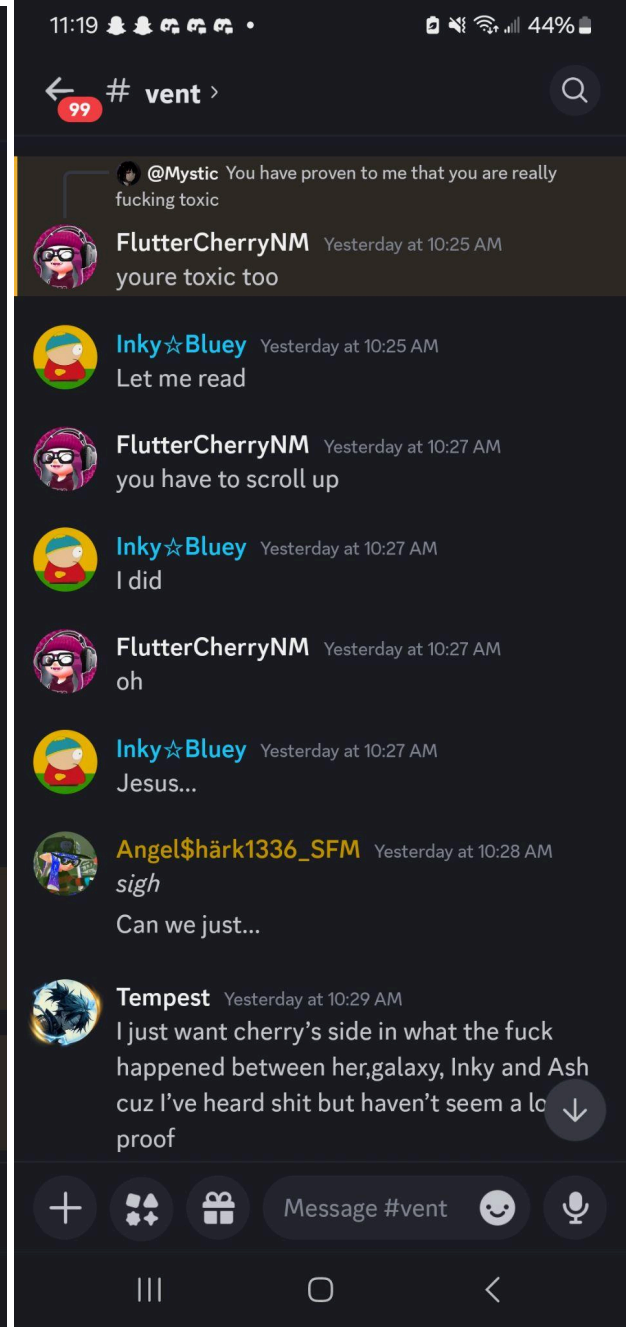 11:19 • 44%
99 # vent >
@Mystic You have proven to me that you are really
fucking toxic
FlutterCherryNM Yesterday at 10:25 AM
youre toxic too
Inky☆Bluey Yesterday at 10:25 AM
Let me read
FlutterCherryNM Yesterday at 10:27 AM
you have to scroll up
Inky☆Bluey Yesterday at 10:27 AM
I did
FlutterCherryNM Yesterday at 10:27 AM
oh
Inky☆Bluey Yesterday at 10:27 AM
Jesus...
Angel$härk1336_SFM Yesterday at 10:28 AM
sigh
Can we just...
Tempest Yesterday at 10:29 AM
I just want cherry's side in what the fuck
happened between her,galaxy, Inky and Ash
cuz I've heard shit but haven't seem a
proof
Message #vent